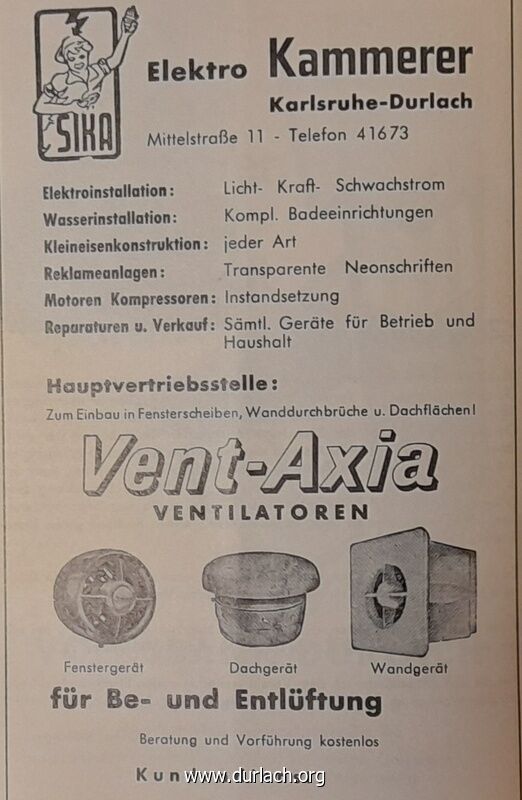 SIKA
Elektro Kammerer
Karlsruhe-Durlach
Mittelstraße 11 - Telefon 41673
Elektroinstallation: Licht- Kraft- Schwachstrom
Wasserinstallation: Kompl. Badeeinrichtungen
Kleineisenkonstruktion: jeder Art
Reklameanlagen: Transparente Neonschriften
Motoren Kompressoren: Instandsetzung
Reparaturen u. Verkauf: Sämtl. Geräte für Betrieb und
Haushalt
Hauptvertriebsstelle:
Zum Einbau in Fensterscheiben, Wanddurchbrüche u. Dachflächen!
Vent-Axia
VENTILATOREN
Fenstergerät Dachgerät Wandgerät
für Be- und Entlüftung
Beratung und Vorführung kostenlos
www.durlach.org